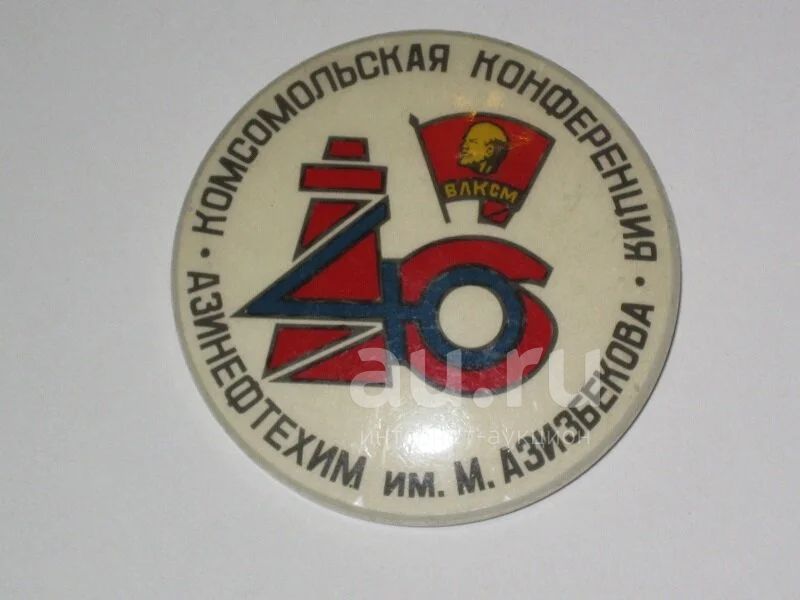 КОМСОМОЛЬСКАЯ КОНФЕРЕНЦИЯ
ВЛКСМ
46
• АЗИНЕФТЕХИМ ИМ. М. АЗИЗБЕКОВА •
au.ru
интернет-аукцион